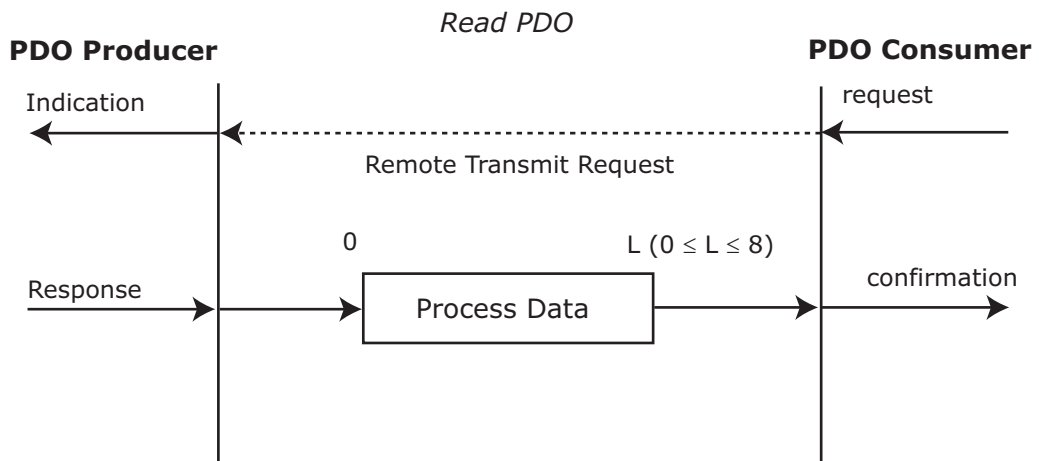 Read PDO
PDO Producer
PDO Consumer
Indication
request
Remote Transmit Request
0
L (0 ≤ L ≤ 8)
Response
Process Data
confirmation